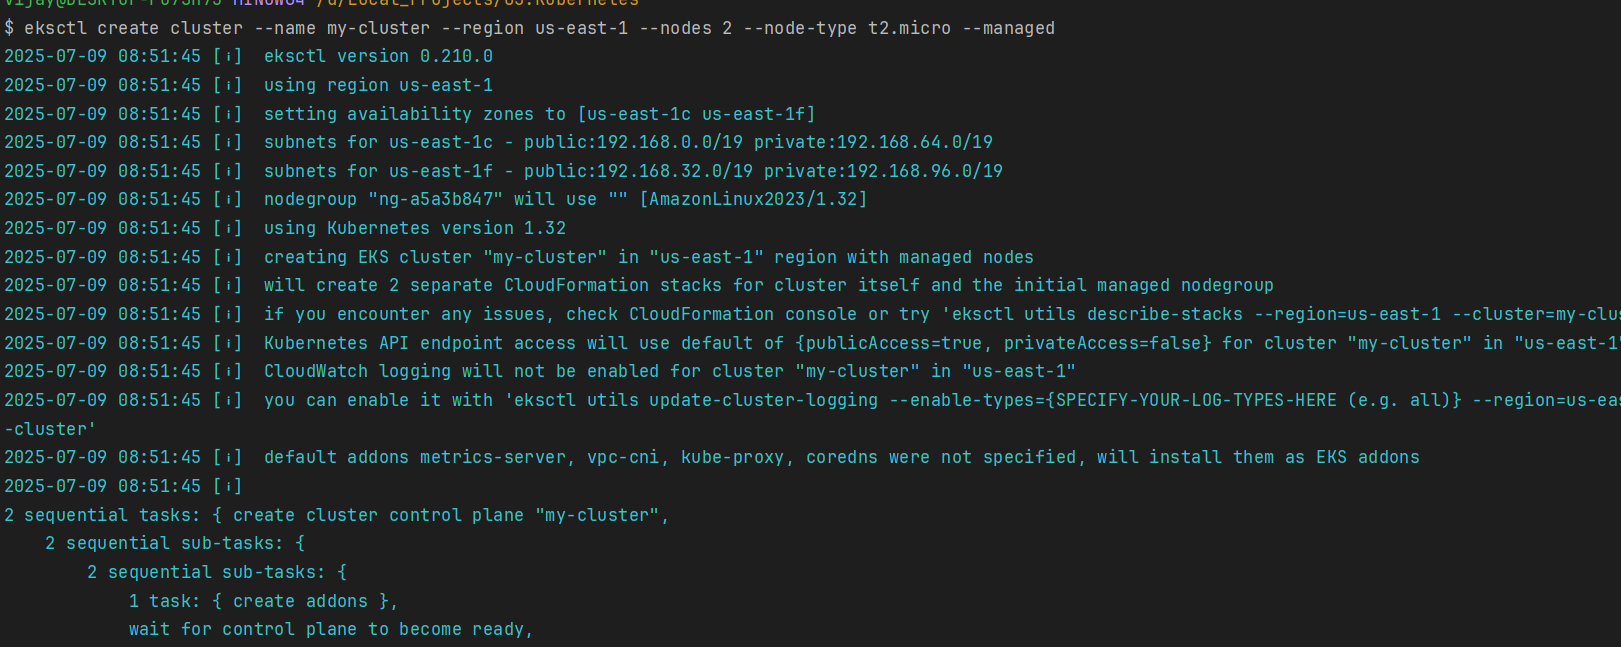 vijay@DESKTOP- MINGW64 /d/Local_Projects/03.Kubernetes
$ eksctl create cluster --name my-cluster --region us-east-1 --nodes 2 --node-type t2.micro --managed
2025-07-09 08:51:45 [ℹ]  eksctl version 0.210.0
2025-07-09 08:51:45 [ℹ]  using region us-east-1
2025-07-09 08:51:45 [ℹ]  setting availability zones to [us-east-1c us-east-1f]
2025-07-09 08:51:45 [ℹ]  subnets for us-east-1c - public:192.168.0.0/19 private:192.168.64.0/19
2025-07-09 08:51:45 [ℹ]  subnets for us-east-1f - public:192.168.32.0/19 private:192.168.96.0/19
2025-07-09 08:51:45 [ℹ]  nodegroup "ng-a5a3b847" will use "" [AmazonLinux2023/1.32]
2025-07-09 08:51:45 [ℹ]  using Kubernetes version 1.32
2025-07-09 08:51:45 [ℹ]  creating EKS cluster "my-cluster" in "us-east-1" region with managed nodes
2025-07-09 08:51:45 [ℹ]  will create 2 separate CloudFormation stacks for cluster itself and the initial managed nodegroup
2025-07-09 08:51:45 [ℹ]  if you encounter any issues, check CloudFormation console or try 'eksctl utils describe-stacks --region=us-east-1 --cluster=my-clus
2025-07-09 08:51:45 [ℹ]  Kubernetes API endpoint access will use default of {publicAccess=true, privateAccess=false} for cluster "my-cluster" in "us-east-1"
2025-07-09 08:51:45 [ℹ]  CloudWatch logging will not be enabled for cluster "my-cluster" in "us-east-1"
2025-07-09 08:51:45 [ℹ]  you can enable it with 'eksctl utils update-cluster-logging --enable-types={SPECIFY-YOUR-LOG-TYPES-HERE (e.g. all)} --region=us-eas
-cluster'
2025-07-09 08:51:45 [ℹ]  default addons metrics-server, vpc-cni, kube-proxy, coredns were not specified, will install them as EKS addons
2025-07-09 08:51:45 [ℹ]
2 sequential tasks: { create cluster control plane "my-cluster",
    2 sequential sub-tasks: {
        2 sequential sub-tasks: {
            1 task: { create addons },
            wait for control plane to become ready,